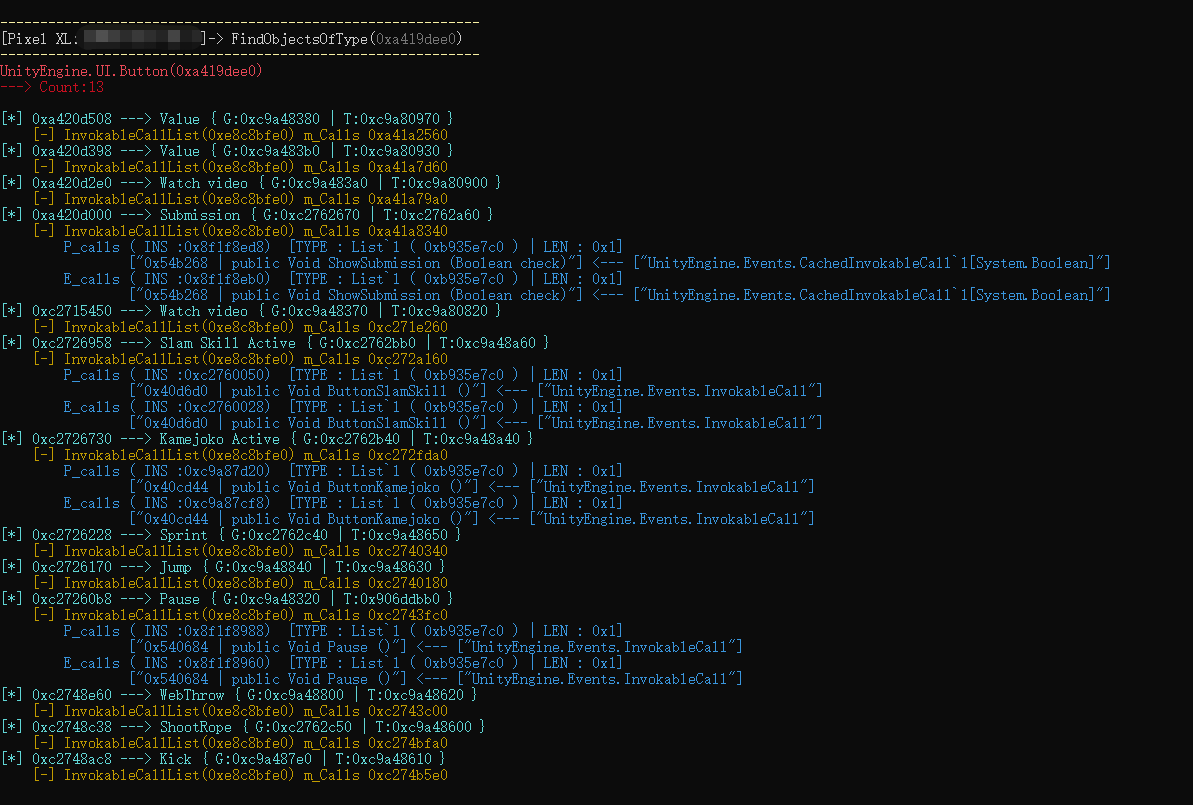 ------------------------------------------------------------
[Pixel XL: ]-> FindObjectsOfType(0xa419dee0)
------------------------------------------------------------
UnityEngine.UI.Button(0xa419dee0)
---> Count:13
[*] 0xa420d508 ---> Value { G:0xc9a48380 | T:0xc9a80970 }
[-] InvokableCallList(0xe8c8bfe0) m_Calls 0xa41a2560
[*] 0xa420d398 ---> Value { G:0xc9a483b0 | T:0xc9a80930 }
[-] InvokableCallList(0xe8c8bfe0) m_Calls 0xa41a7d60
[*] 0xa420d2e0 ---> Watch video { G:0xc9a483a0 | T:0xc9a80900 }
[-] InvokableCallList(0xe8c8bfe0) m_Calls 0xa41a79a0
[*] 0xa420d000 ---> Submission { G:0xc2762670 | T:0xc2762a60 }
[-] InvokableCallList(0xe8c8bfe0) m_Calls 0xa41a8340
P_calls ( INS :0x8f1f8ed8)  [TYPE : List`1 ( 0xb935e7c0 ) | LEN : 0x1]
["0x54b268 | public Void ShowSubmission (Boolean check)"] <--- ["UnityEngine.Events.CachedInvokableCall`1[System.Boolean]"]
E_calls ( INS :0x8f1f8eb0)  [TYPE : List`1 ( 0xb935e7c0 ) | LEN : 0x1]
["0x54b268 | public Void ShowSubmission (Boolean check)"] <--- ["UnityEngine.Events.CachedInvokableCall`1[System.Boolean]"]
[*] 0xc2715450 ---> Watch video { G:0xc9a48370 | T:0xc9a80820 }
[-] InvokableCallList(0xe8c8bfe0) m_Calls 0xc271e260
[*] 0xc2726958 ---> Slam Skill Active { G:0xc2762bb0 | T:0xc9a48a60 }
[-] InvokableCallList(0xe8c8bfe0) m_Calls 0xc272a160
P_calls ( INS :0xc2760050)  [TYPE : List`1 ( 0xb935e7c0 ) | LEN : 0x1]
["0x40d6d0 | public Void ButtonSlamSkill ()"] <--- ["UnityEngine.Events.InvokableCall"]
E_calls ( INS :0xc2760028)  [TYPE : List`1 ( 0xb935e7c0 ) | LEN : 0x1]
["0x40d6d0 | public Void ButtonSlamSkill ()"] <--- ["UnityEngine.Events.InvokableCall"]
[*] 0xc2726730 ---> Kamejoko Active { G:0xc2762b40 | T:0xc9a48a40 }
[-] InvokableCallList(0xe8c8bfe0) m_Calls 0xc272fda0
P_calls ( INS :0xc9a87d20)  [TYPE : List`1 ( 0xb935e7c0 ) | LEN : 0x1]
["0x40cd44 | public Void ButtonKamejoko ()"] <--- ["UnityEngine.Events.InvokableCall"]
E_calls ( INS :0xc9a87cf8)  [TYPE : List`1 ( 0xb935e7c0 ) | LEN : 0x1]
["0x40cd44 | public Void ButtonKamejoko ()"] <--- ["UnityEngine.Events.InvokableCall"]
[*] 0xc2726228 ---> Sprint { G:0xc2762c40 | T:0xc9a48650 }
[-] InvokableCallList(0xe8c8bfe0) m_Calls 0xc2740340
[*] 0xc2726170 ---> Jump { G:0xc9a48840 | T:0xc9a48630 }
[-] InvokableCallList(0xe8c8bfe0) m_Calls 0xc2740180
[*] 0xc27260b8 ---> Pause { G:0xc9a48320 | T:0x906ddbb0 }
[-] InvokableCallList(0xe8c8bfe0) m_Calls 0xc2743fc0
P_calls ( INS :0x8f1f8988)  [TYPE : List`1 ( 0xb935e7c0 ) | LEN : 0x1]
["0x540684 | public Void Pause ()"] <--- ["UnityEngine.Events.InvokableCall"]
E_calls ( INS :0x8f1f8960)  [TYPE : List`1 ( 0xb935e7c0 ) | LEN : 0x1]
["0x540684 | public Void Pause ()"] <--- ["UnityEngine.Events.InvokableCall"]
[*] 0xc2748e60 ---> WebThrow { G:0xc9a48800 | T:0xc9a48620 }
[-] InvokableCallList(0xe8c8bfe0) m_Calls 0xc2743c00
[*] 0xc2748c38 ---> ShootRope { G:0xc2762c50 | T:0xc9a48600 }
[-] InvokableCallList(0xe8c8bfe0) m_Calls 0xc274bfa0
[*] 0xc2748ac8 ---> Kick { G:0xc9a487e0 | T:0xc9a48610 }
[-] InvokableCallList(0xe8c8bfe0) m_Calls 0xc274b5e0